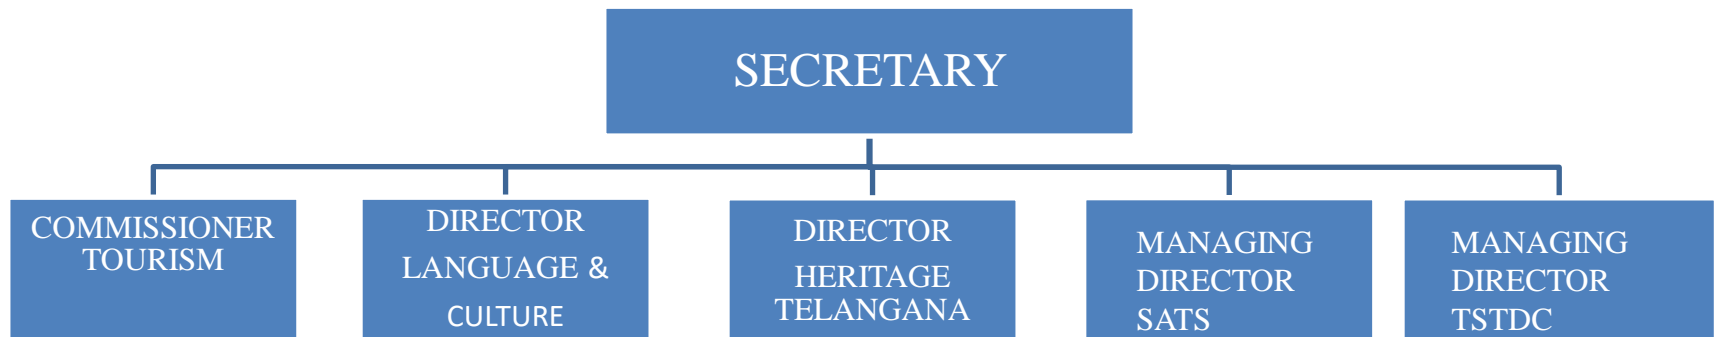 SECRETARY
COMMISSIONER
TOURISM
DIRECTOR
LANGUAGE &
CULTURE
DIRECTOR
HERITAGE
TELANGANA
MANAGING
DIRECTOR
SATS
MANAGING
DIRECTOR
TSTDC